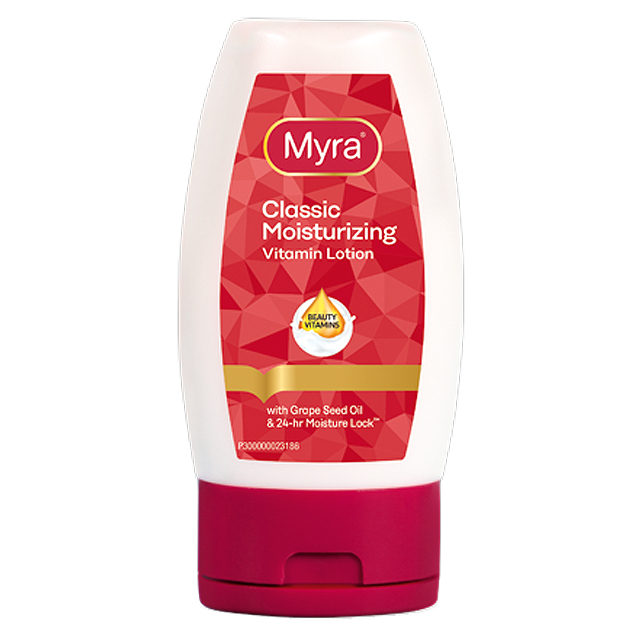 Myra®
Classic
Moisturizing
Vitamin Lotion
BEAUTY
VITAMINS
with Grape Seed Oil
& 24-hr Moisture Lock™
P300000023186